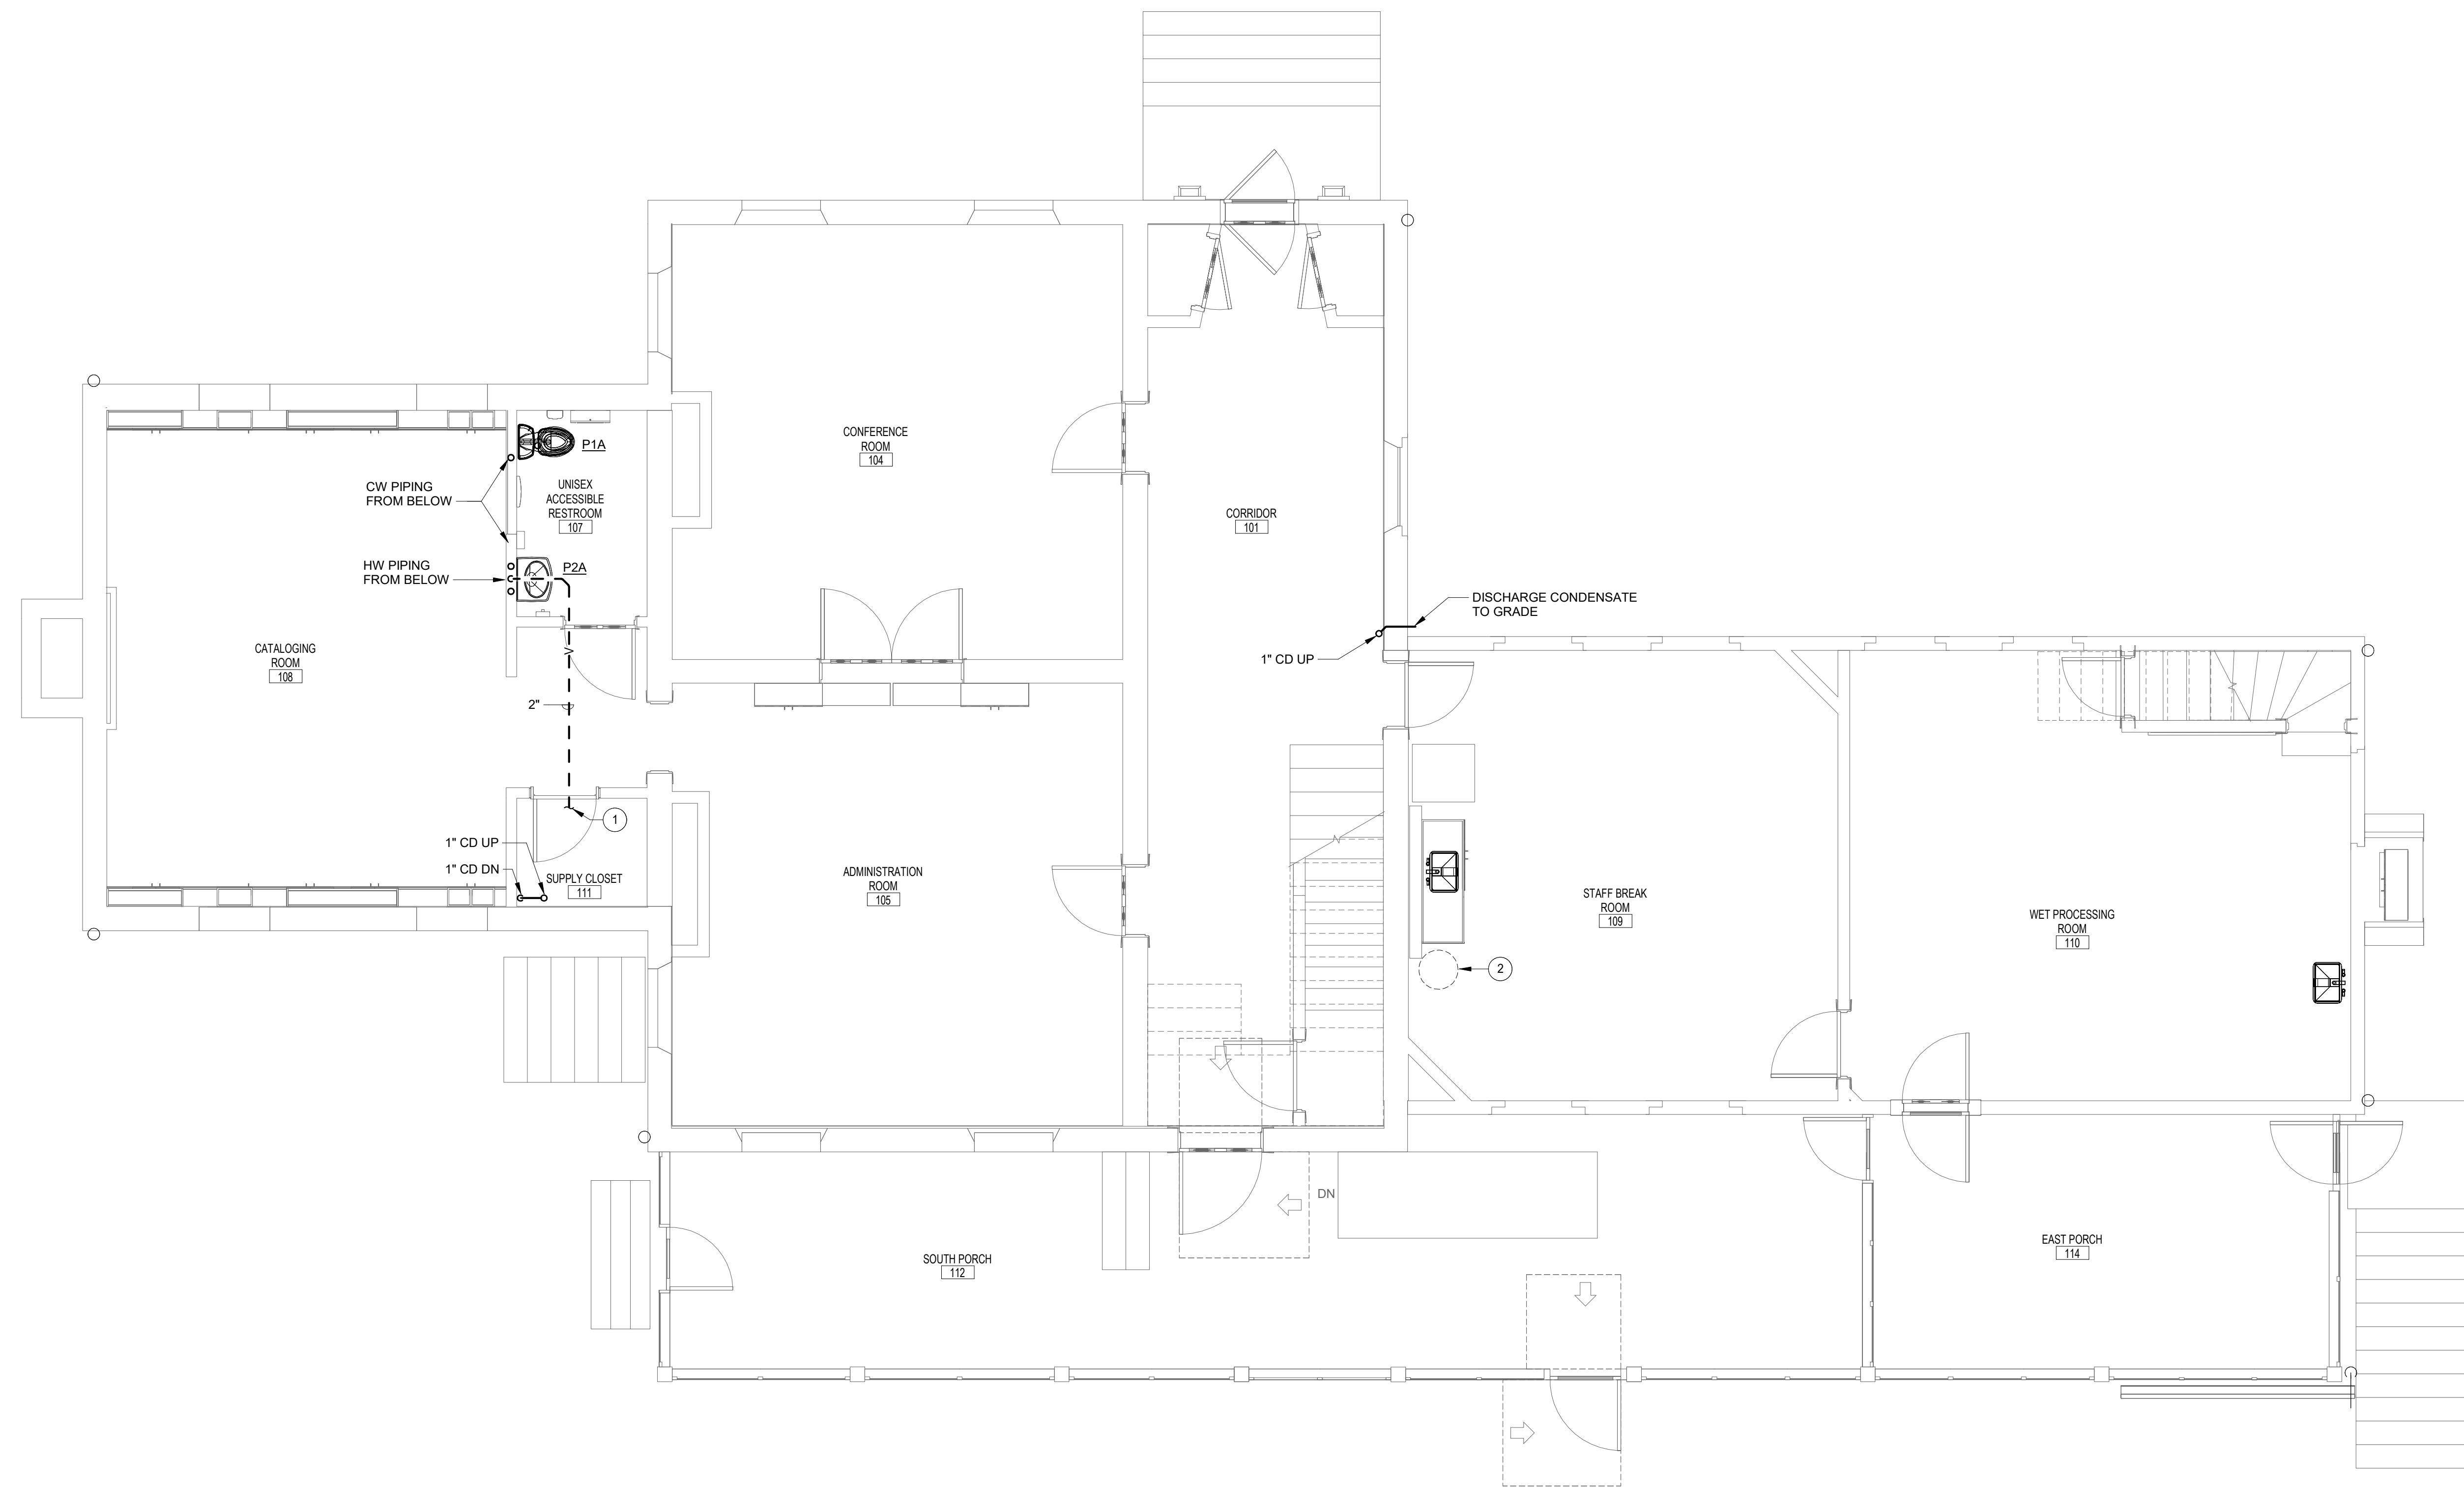 CONFERENCE
ROOM
104
P1A
CW PIPING
FROM BELOW
UNISEX
ACCESSIBLE
RESTROOM
107
CORRIDOR
101
HW PIPING
FROM BELOW
P2A
DISCHARGE CONDENSATE
TO GRADE
1" CD UP
CATALOGING
ROOM
108
V
2"
1
1" CD UP
1" CD DN
SUPPLY CLOSET
111
ADMINISTRATION
ROOM
105
STAFF BREAK
ROOM
109
WET PROCESSING
ROOM
110
2
DN
SOUTH PORCH
112
EAST PORCH
114